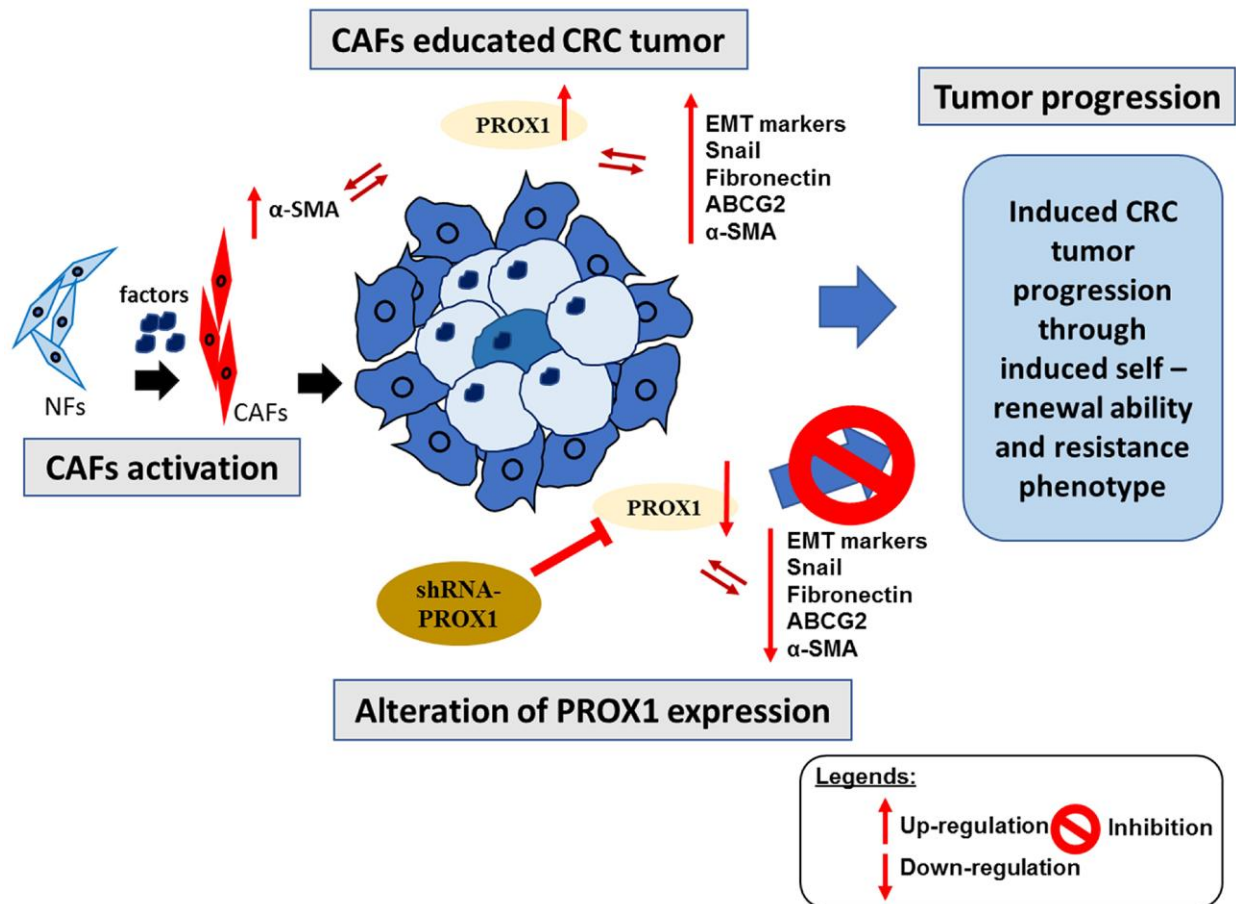 CAFs educated CRC tumor
Tumor progression
PROX1
EMT markers
Snail
Fibronectin
ABCG2
α-SMA
α-SMA
factors
NFs
CAFs
CAFs activation
Induced CRC
tumor
progression
through
induced self –
renewal ability
and resistance
phenotype
PROX1
shRNA-
PROX1
EMT markers
Snail
Fibronectin
ABCG2
α-SMA
Alteration of PROX1 expression
Legends:
Up-regulation
Inhibition
Down-regulation